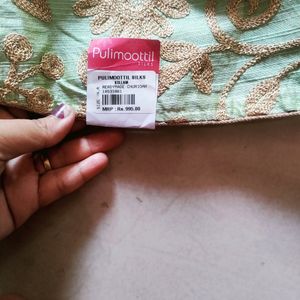 Pulimoottil
SILKS
PULIMOOTTIL SILKS
KOLLAM
READYMADE CHURIDAR
MRP : Rs.995.00